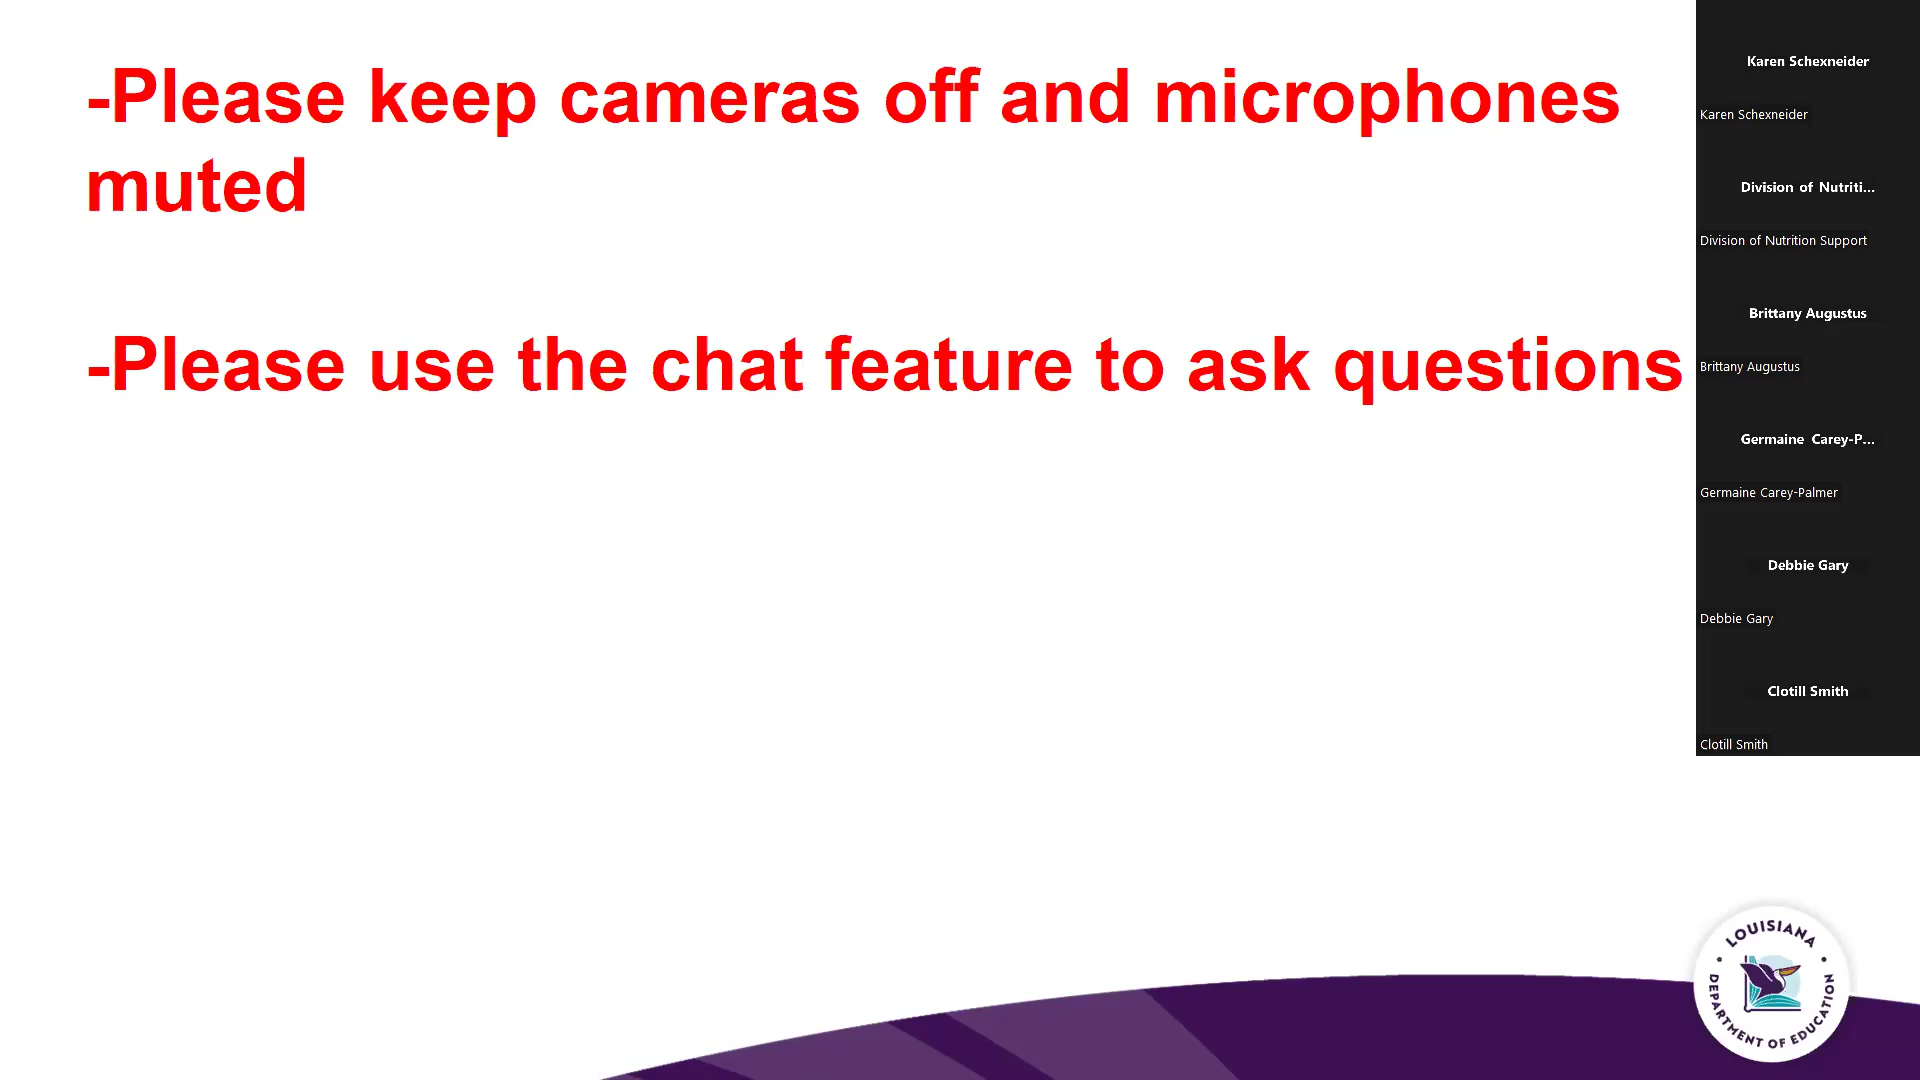 -Please keep cameras off and microphones
muted
-Please use the chat feature to ask questions
Karen Schexneider
Karen Schexneider
Division of Nutriti...
Division of Nutrition Support
Brittany Augustus
Brittany Augustus
Germaine Carey-P...
Germaine Carey-Palmer
Debbie Gary
Debbie Gary
Clotill Smith
Clotill Smith
LOUISIANA
DEPARTMENT OF EDUCATION